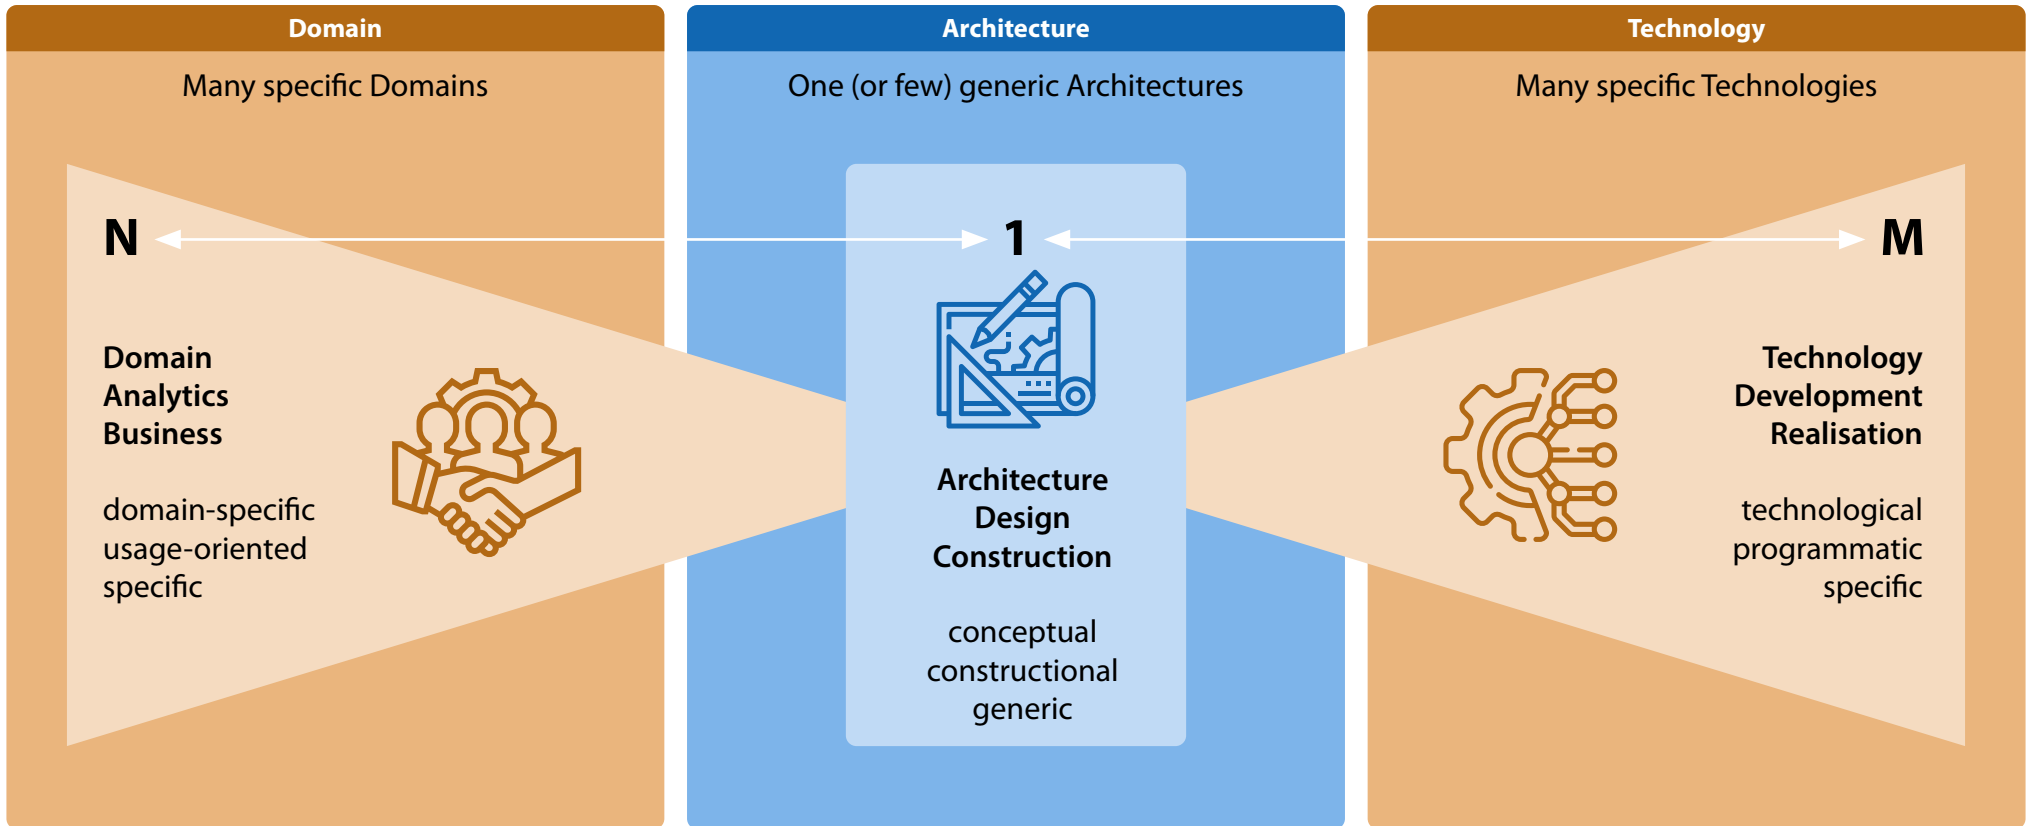 Domain
Many specific Domains
N
Domain
Analytics
Business
domain-specific
usage-oriented
specific
Architecture
One (or few) generic Architectures
1
Architecture
Design
Construction
conceptual
constructional
generic
Technology
Many specific Technologies
M
Technology
Development
Realisation
technological
programmatic
specific